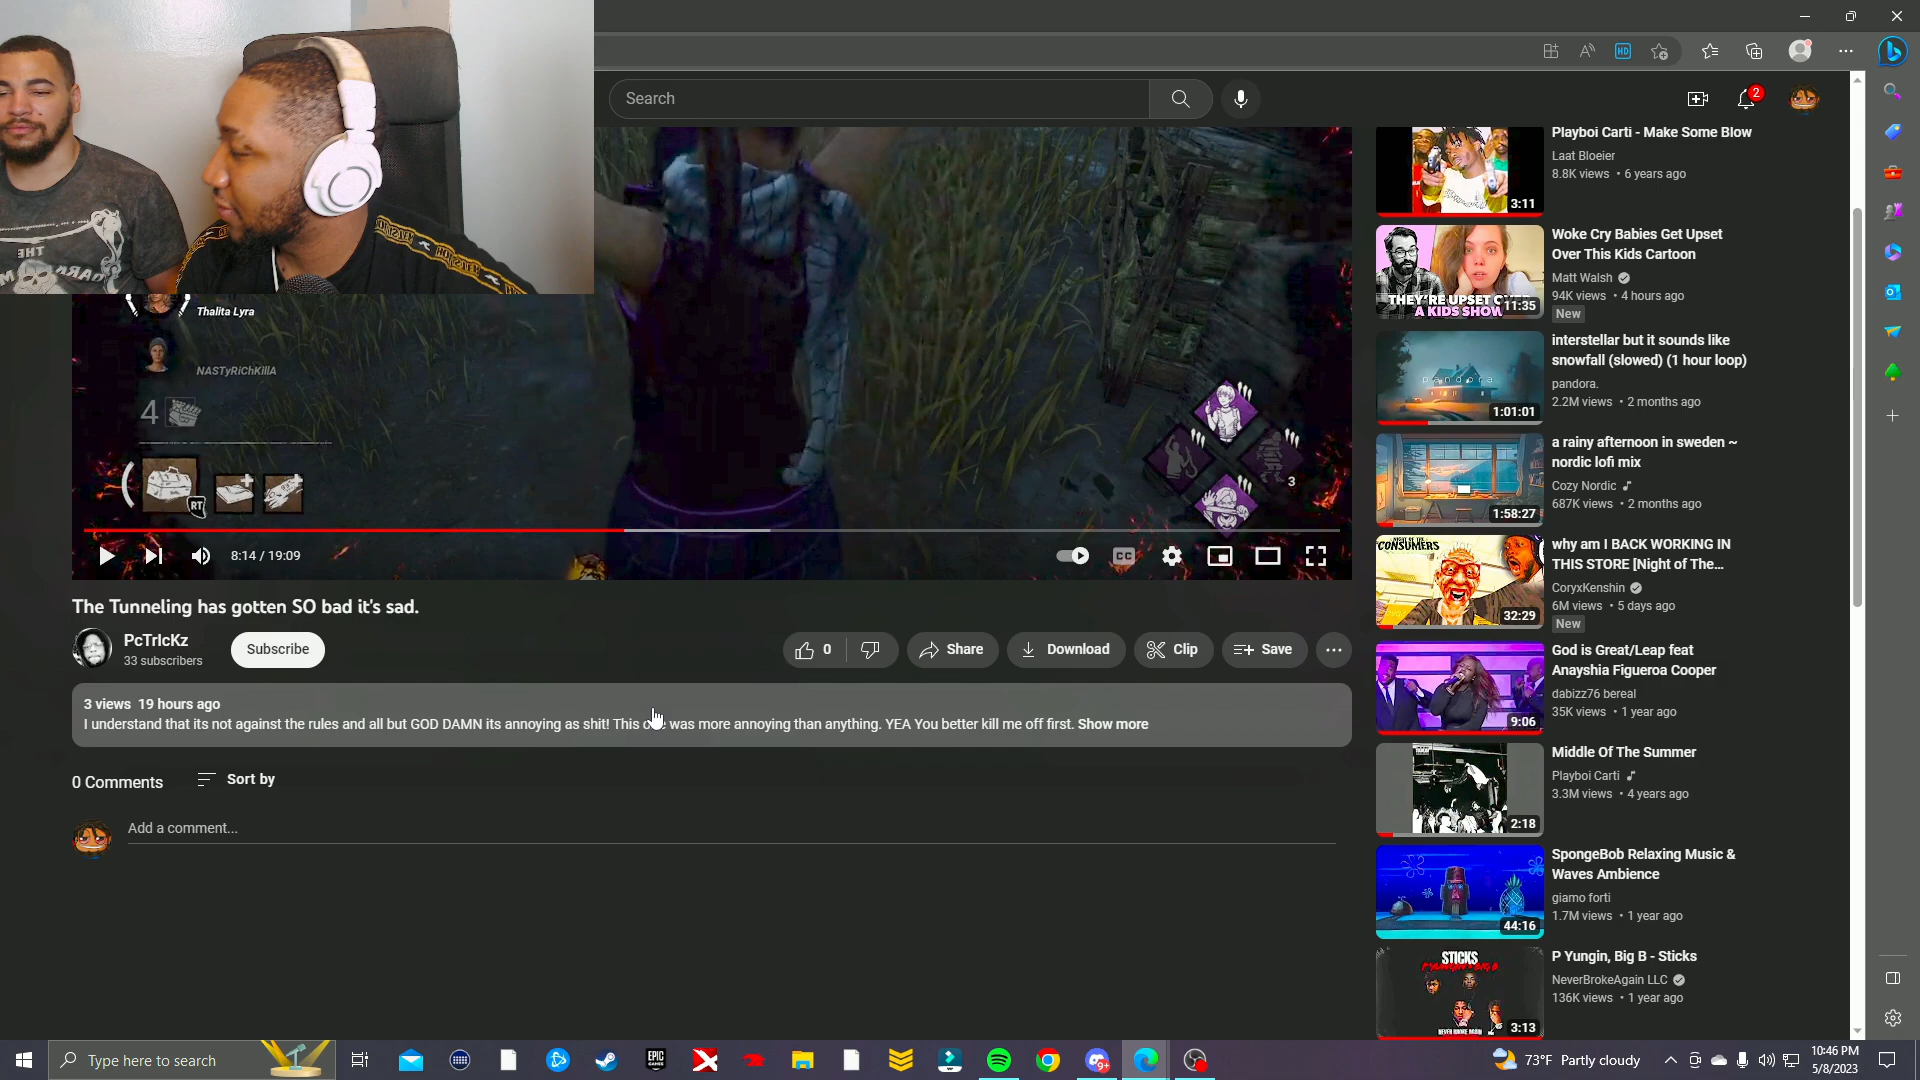 Search
2
Thalita Lyra
NASTyRiChKillA
4
RT
3
8:14 / 19:09
CC
The Tunneling has gotten SO bad it's sad.
PcTrIcKz
33 subscribers
Subscribe
0
Share
Download
Clip
Save
3 views 19 hours ago
I understand that its not against the rules and all but GOD DAMN its annoying as shit! This was more annoying than anything. YEA You better kill me off first. Show more
0 Comments
Sort by
Add a comment...
Playboi Carti - Make Some Blow
Laat Bloeier
8.8K views • 6 years ago
3:11
Woke Cry Babies Get Upset
Over This Kids Cartoon
Matt Walsh
94K views • 4 hours ago
New
THEY'RE UPSET
A KIDS SHOW
11:35
interstellar but it sounds like
snowfall (slowed) (1 hour loop)
pandora.
2.2M views • 2 months ago
pandora
1:01:01
a rainy afternoon in sweden ~
nordic lofi mix
Cozy Nordic
687K views • 2 months ago
1:58:27
why am I BACK WORKING IN
THIS STORE [Night of The...
CoryxKenshin
6M views • 5 days ago
New
CONSUMERS
32:29
God is Great/Leap feat
Anayshia Figueroa Cooper
dabizz76 bereal
35K views • 1 year ago
9:06
Middle Of The Summer
Playboi Carti
3.3M views • 4 years ago
2:18
SpongeBob Relaxing Music &
Waves Ambience
giamo forti
1.7M views • 1 year ago
44:16
P Yungin, Big B - Sticks
NeverBrokeAgain LLC
136K views • 1 year ago
STICKS
NEVER BROKE AGAIN
3:13
Type here to search
EPIC
GAMES
9+
73°F Partly cloudy
10:46 PM
5/8/2023